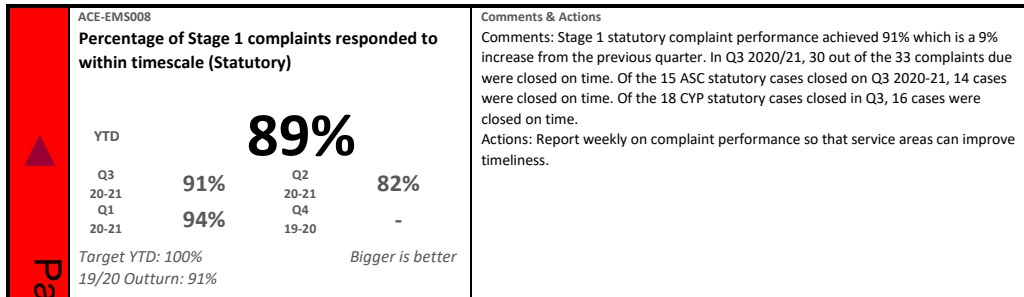 ACE-EMS008
Percentage of Stage 1 complaints responded to
within timescale (Statutory)
YTD
89%
Q3
20-21
91%
Q2
20-21
82%
Q1
20-21
94%
Q4
19-20
-
Target YTD: 100%
Bigger is better
19/20 Outturn: 91%
Comments & Actions
Comments: Stage 1 statutory complaint performance achieved 91% which is a 9%
increase from the previous quarter. In Q3 2020/21, 30 out of the 33 complaints due
were closed on time. Of the 15 ASC statutory cases closed on Q3 2020-21, 14 cases
were closed on time. Of the 18 CYP statutory cases closed in Q3, 16 cases were
closed on time.
Actions: Report weekly on complaint performance so that service areas can improve
timeliness.
Pa